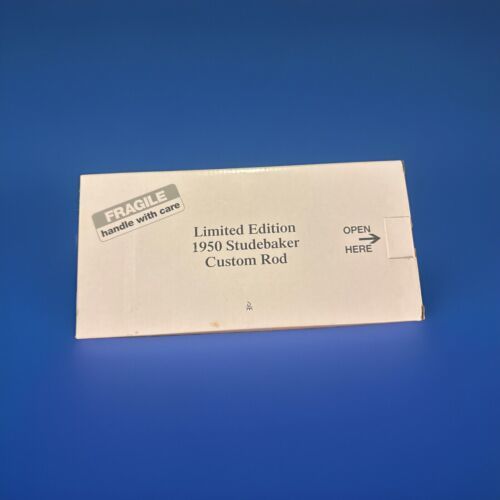 FRAGILE
handle with care
Limited Edition
1950 Studebaker
Custom Rod
OPEN
HERE